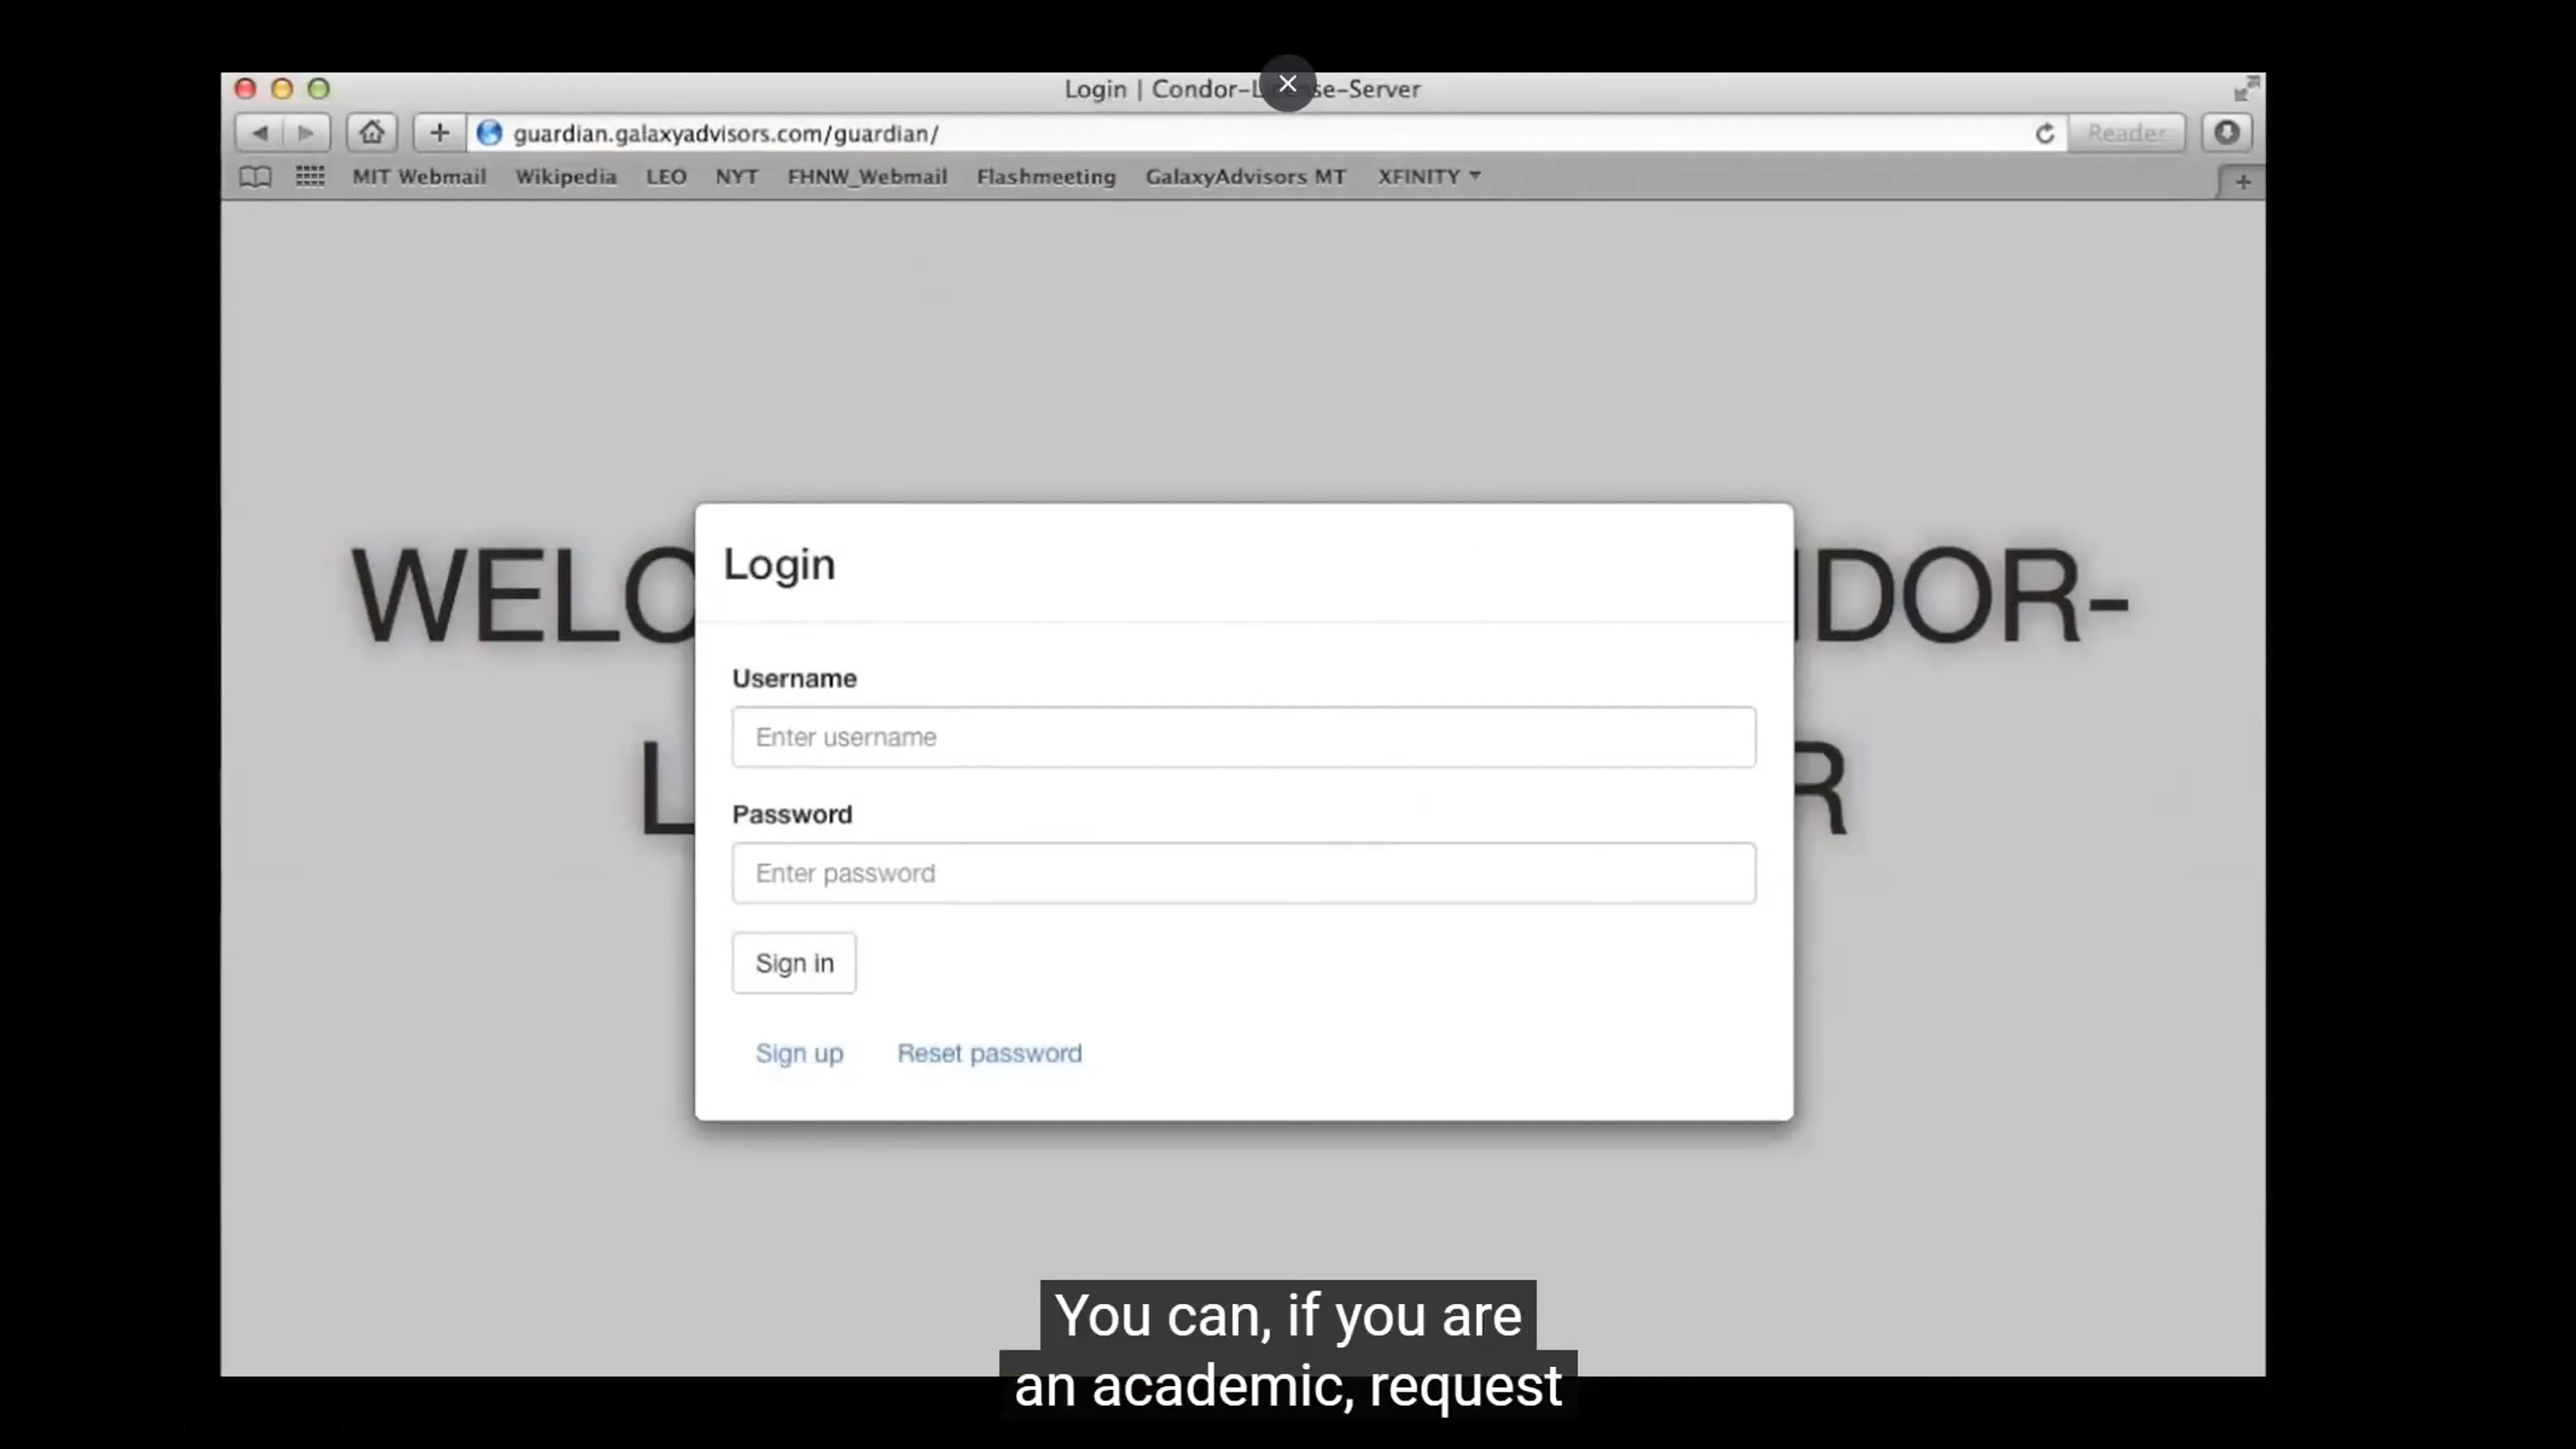 Login | Condor-L nse-Server
guardian.galaxyadvisors.com/guardian/
Reader
MIT Webmail Wikipedia LEO NYT FHNW_Webmail Flashmeeting GalaxyAdvisors MT XFINITY
WELC NDOR-
Login
Username
Enter username
L R
Password
Enter password
Sign in
Sign up Reset password
You can, if you are
an academic, request